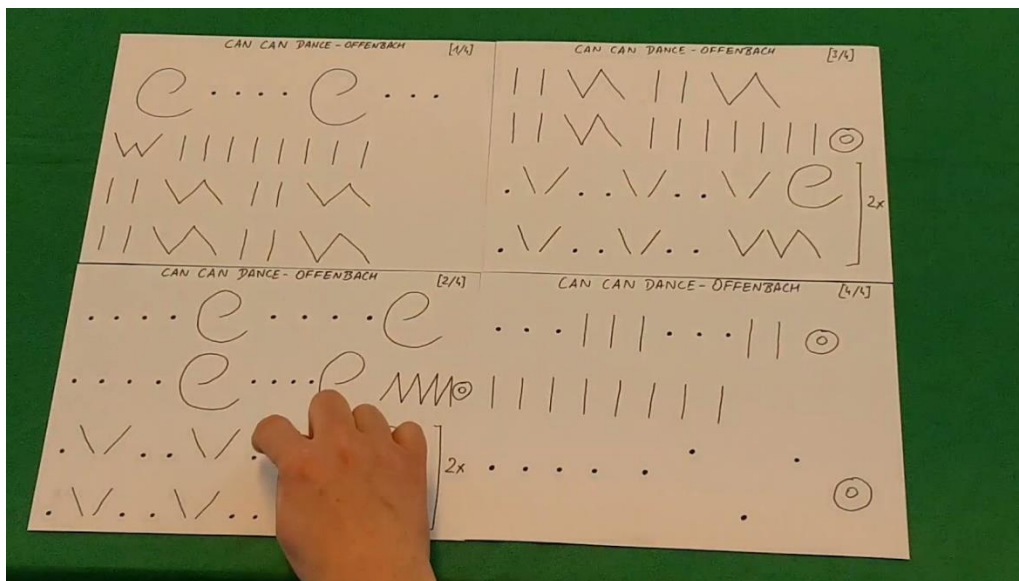 CAN CAN DANCE - OFFENBACH [1/4]
CAN CAN DANCE - OFFENBACH [2/4]
2x
CAN CAN DANCE - OFFENBACH [3/4]
2x
CAN CAN DANCE - OFFENBACH [4/4]